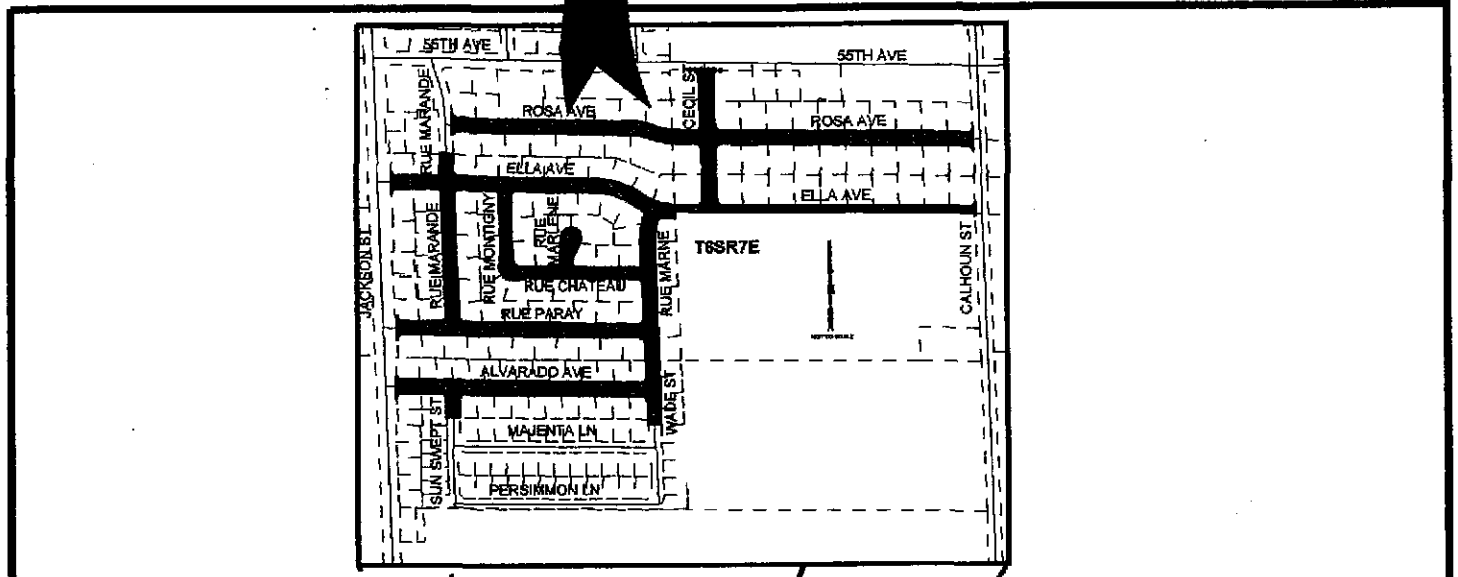 55TH AVE
55TH AVE
RUE MARANDE
ROSA AVE
CECIL ST
ROSA AVE
ELLA AVE
ELLA AVE
JACKSON ST
RUE MARANDE
RUE MONTIGNY
RUE MARLENE
RUE MARNE
T6SR7E
CALHOUN ST
RUE CHATEAU
RUE PARAY
ALVARADO AVE
SUN SWEPT ST
WADE ST
MAJENTA LN
PERSIMMON LN